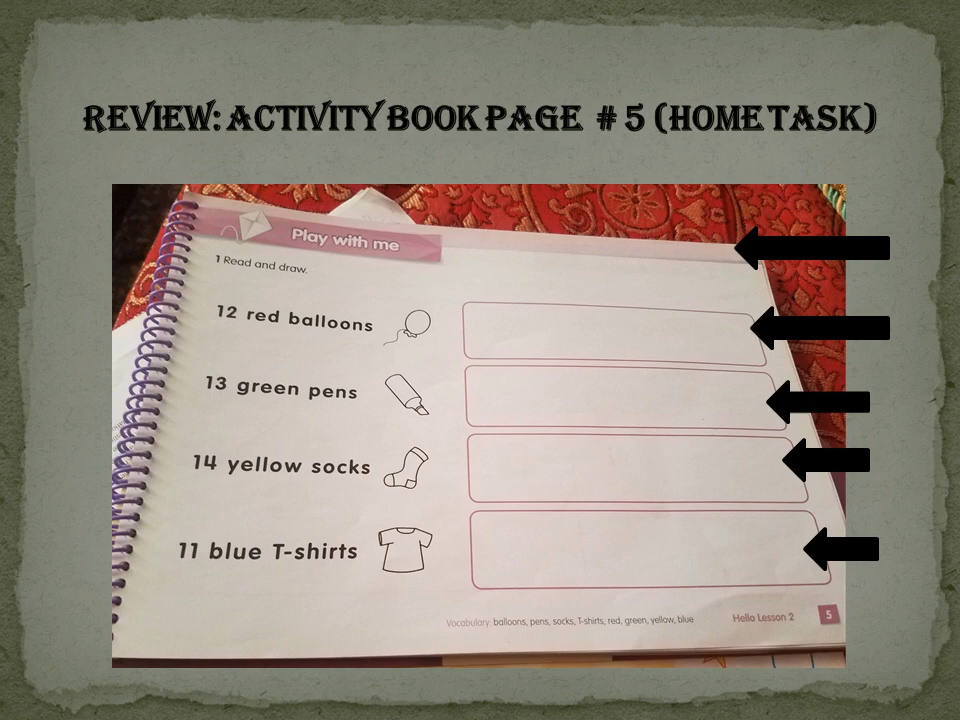 REVIEW: ACTIVITY BOOK PAGE # 5 (HOME TASK)
Play with me
1 Read and draw.
12 red balloons
13 green pens
14 yellow socks
11 blue T-shirts
Vocabulary: balloons, pens, socks, T-shirts, red, green, yellow, blue
Hello Lesson 2
5